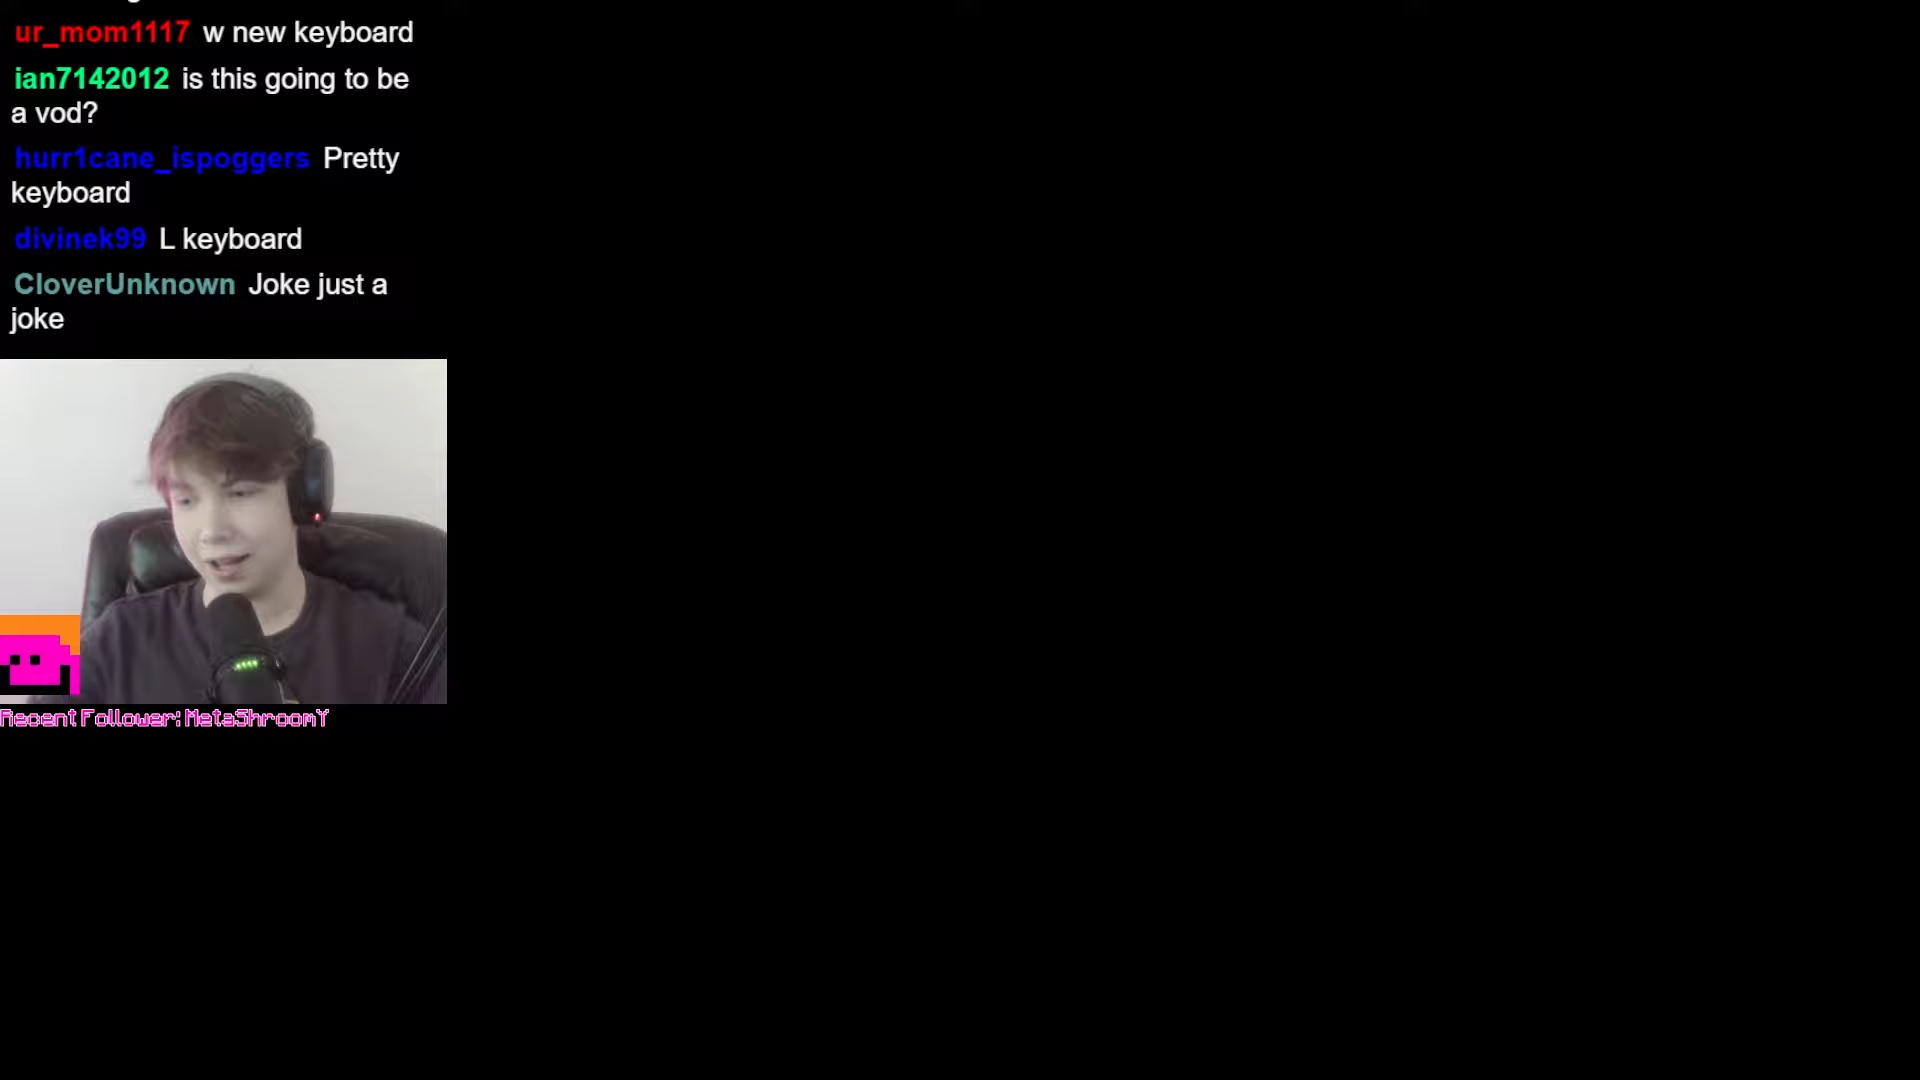 ur_mom1117 w new keyboard
ian7142012 is this going to be
a vod?
hurr1cane_ispoggers Pretty
keyboard
divinek99 L keyboard
CloverUnknown Joke just a
joke
Recent Follower: MetaShroomY